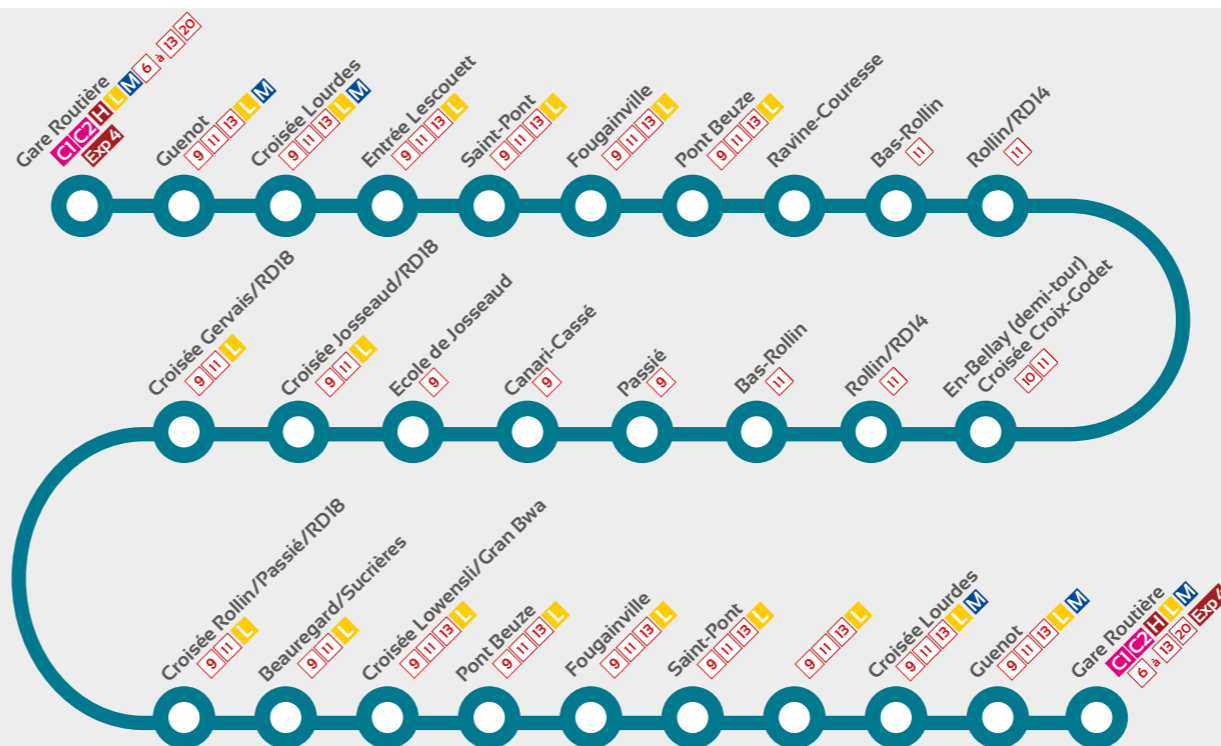 Gare Routière
C1 C2 H L M 6 à 13 20
Exp 4
Guenot
9 11 13 L M
Croisée Lourdes
9 11 13 L M
Entrée Lescouett
9 11 13 L
Saint-Pont
9 11 13 L
Fougainville
9 11 13 L
Pont Beuze
9 11 13 L
Ravine-Couresse
Bas-Rollin
11
Rollin/RD14
11
Croisée Gervais/RD18
9 11 L
Croisée Josseaud/RD18
9 11 L
Ecole de Josseaud
9
Canari-Cassé
9
Passié
9
Bas-Rollin
11
Rollin/RD14
11
En-Bellay (demi-tour)
Croisée Croix-Godet
10 11
Croisée Rollin/Passié/RD18
9 11 L
Beauregard/Sucrières
9 11 L
Croisée Lowensli/Gran Bwa
9 11 13 L
Pont Beuze
9 11 13 L
Fougainville
9 11 13 L
Saint-Pont
9 11 13 L
9 11 13 L
Croisée Lourdes
9 11 13 L M
Guenot
9 11 13 L M
Gare Routière
C1 C2 H L M
6 à 13 20 Exp 4